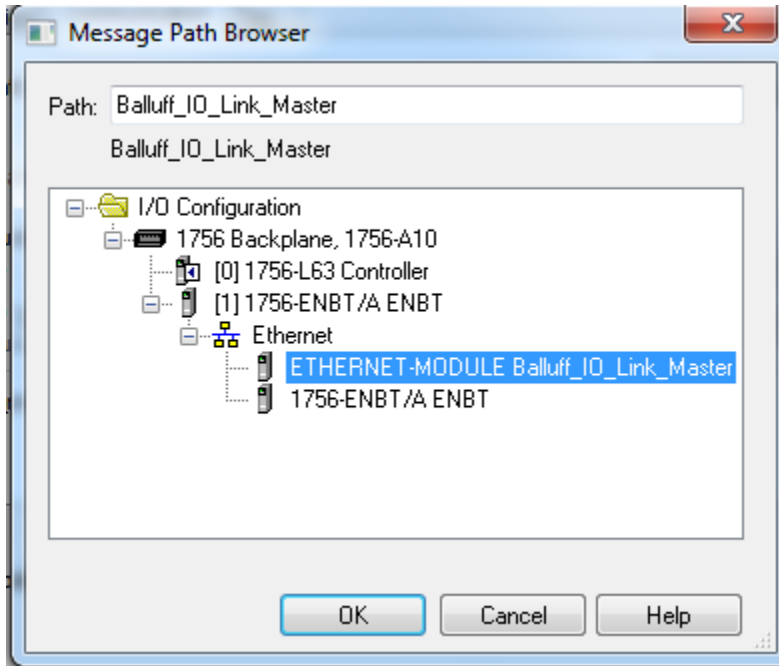 Message Path Browser
Path: Balluff_IO_Link_Master
Balluff_IO_Link_Master
I/O Configuration
1756 Backplane, 1756-A10
[0] 1756-L63 Controller
[1] 1756-ENBT/A ENBT
Ethernet
ETHERNET-MODULE Balluff_IO_Link_Master
1756-ENBT/A ENBT
OK Cancel Help